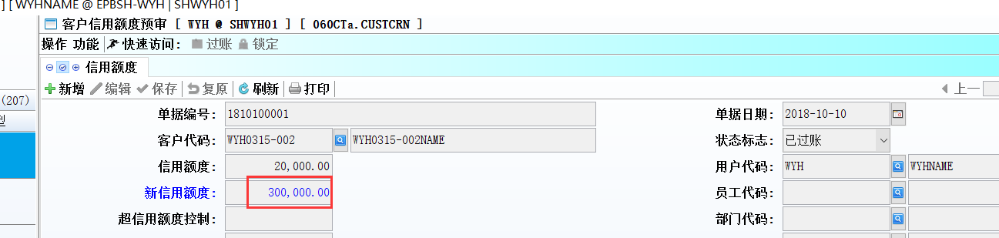 ] [ WYHNAME @ EPBSH-WYH | SHWYH01 ]
客户信用额度预审 [ WYH @ SHWYH01 ] [ 060CTa.CUSTCRN ]
操作 功能 快速访问: 过账 锁定
信用额度
新增 编辑 保存 复原 刷新 打印 上一
(207)
型
单据编号: 1810100001 单据日期: 2018-10-10
客户代码: WYH0315-002 WYH0315-002NAME 状态标志: 已过账
信用额度: 20,000.00 用户代码: WYH WYHNAME
新信用额度: 300,000.00 员工代码:
超信用额度控制: 部门代码: